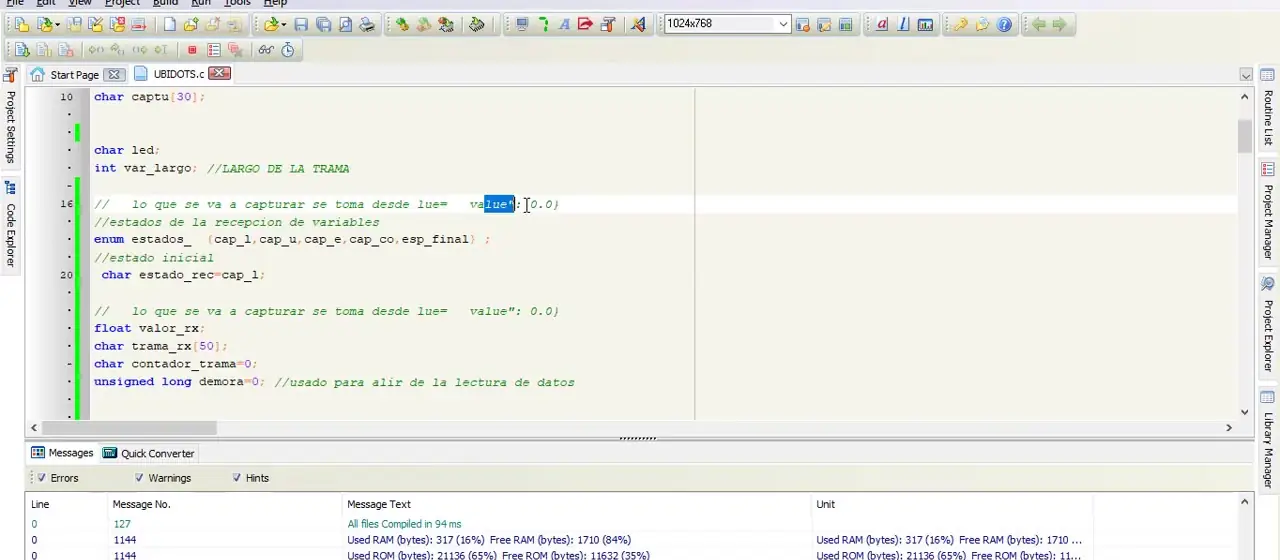 File Edit View Project Build Run Tools Help
1024x768
Start Page UBIDOTS.c
Project Settings
Code Explorer
10 char captu[30];
char led;
int var_largo; //LARGO DE LA TRAMA
16 // lo que se va a capturar se toma desde lue= value": 0.0}
//estados de la recepcion de variables
enum estados_ {cap_l,cap_u,cap_e,cap_co,esp_final} ;
//estado inicial
20 char estado_rec=cap_l;
// lo que se va a capturar se toma desde lue= value": 0.0}
float valor_rx;
char trama_rx[50];
char contador_trama=0;
unsigned long demora=0; //usado para alir de la lectura de datos
Routine List
Project Manager
Project Explorer
Library Manager
Messages Quick Converter
Errors Warnings Hints
Line Message No. Message Text Unit
0 127 All files Compiled in 94 ms
0 1144 Used RAM (bytes): 317 (16%) Free RAM (bytes): 1710 (84%) Used RAM (bytes): 317 (16%) Free RAM (bytes): 1710 ...
0 1144 Used ROM (bytes): 21136 (65%) Free ROM (bytes): 11632 (35%) Used ROM (bytes): 21136 (65%) Free ROM (bytes): 11...